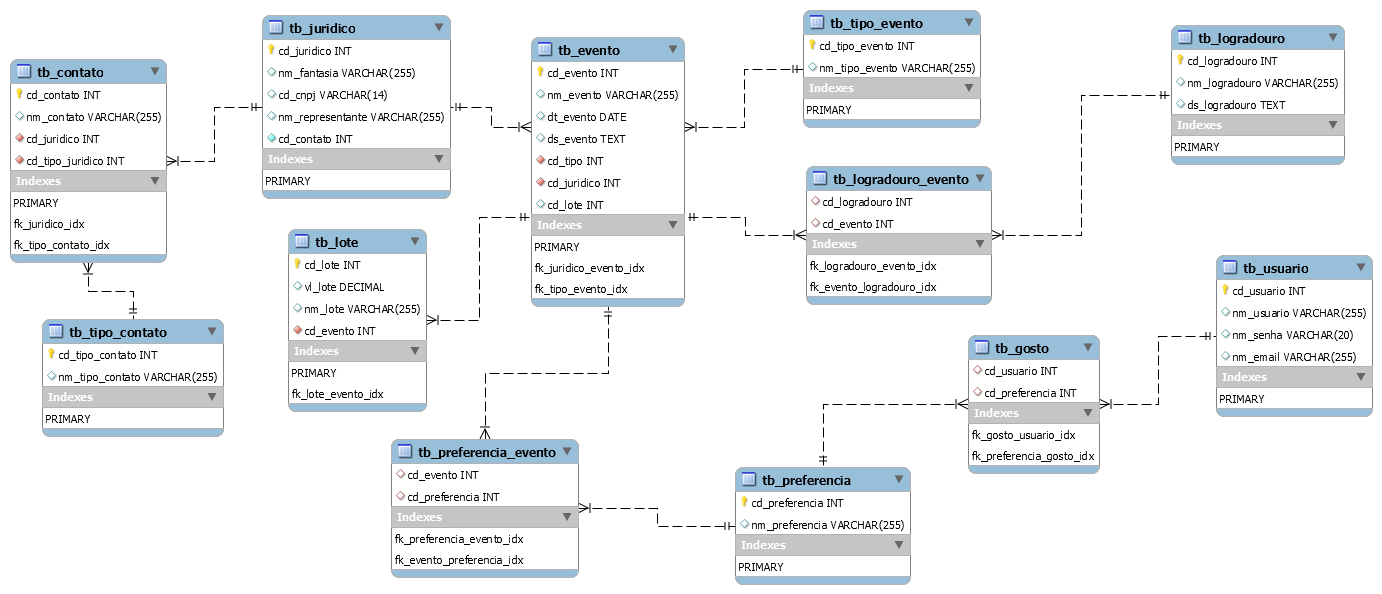 tb_contato
cd_contato INT
nm_contato VARCHAR(255)
cd_juridico INT
cd_tipo_juridico INT
Indexes
PRIMARY
fk_juridico_idx
fk_tipo_contato_idx
tb_tipo_contato
cd_tipo_contato INT
nm_tipo_contato VARCHAR(255)
Indexes
PRIMARY
tb_juridico
cd_juridico INT
nm_fantasia VARCHAR(255)
cd_cnpj VARCHAR(14)
nm_representante VARCHAR(255)
cd_contato INT
Indexes
PRIMARY
tb_lote
cd_lote INT
vl_lote DECIMAL
nm_lote VARCHAR(255)
cd_evento INT
Indexes
PRIMARY
fk_lote_evento_idx
tb_evento
cd_evento INT
nm_evento VARCHAR(255)
dt_evento DATE
ds_evento TEXT
cd_tipo INT
cd_juridico INT
cd_lote INT
Indexes
PRIMARY
fk_juridico_evento_idx
fk_tipo_evento_idx
tb_preferencia_evento
cd_evento INT
cd_preferencia INT
Indexes
fk_preferencia_evento_idx
fk_evento_preferencia_idx
tb_tipo_evento
cd_tipo_evento INT
nm_tipo_evento VARCHAR(255)
Indexes
PRIMARY
tb_logradouro_evento
cd_logradouro INT
cd_evento INT
Indexes
fk_logradouro_evento_idx
fk_evento_logradouro_idx
tb_preferencia
cd_preferencia INT
nm_preferencia VARCHAR(255)
Indexes
PRIMARY
tb_gosto
cd_usuario INT
cd_preferencia INT
Indexes
fk_gosto_usuario_idx
fk_preferencia_gosto_idx
tb_logradouro
cd_logradouro INT
nm_logradouro VARCHAR(255)
ds_logradouro TEXT
Indexes
PRIMARY
tb_usuario
cd_usuario INT
nm_usuario VARCHAR(255)
nm_senha VARCHAR(20)
nm_email VARCHAR(255)
Indexes
PRIMARY